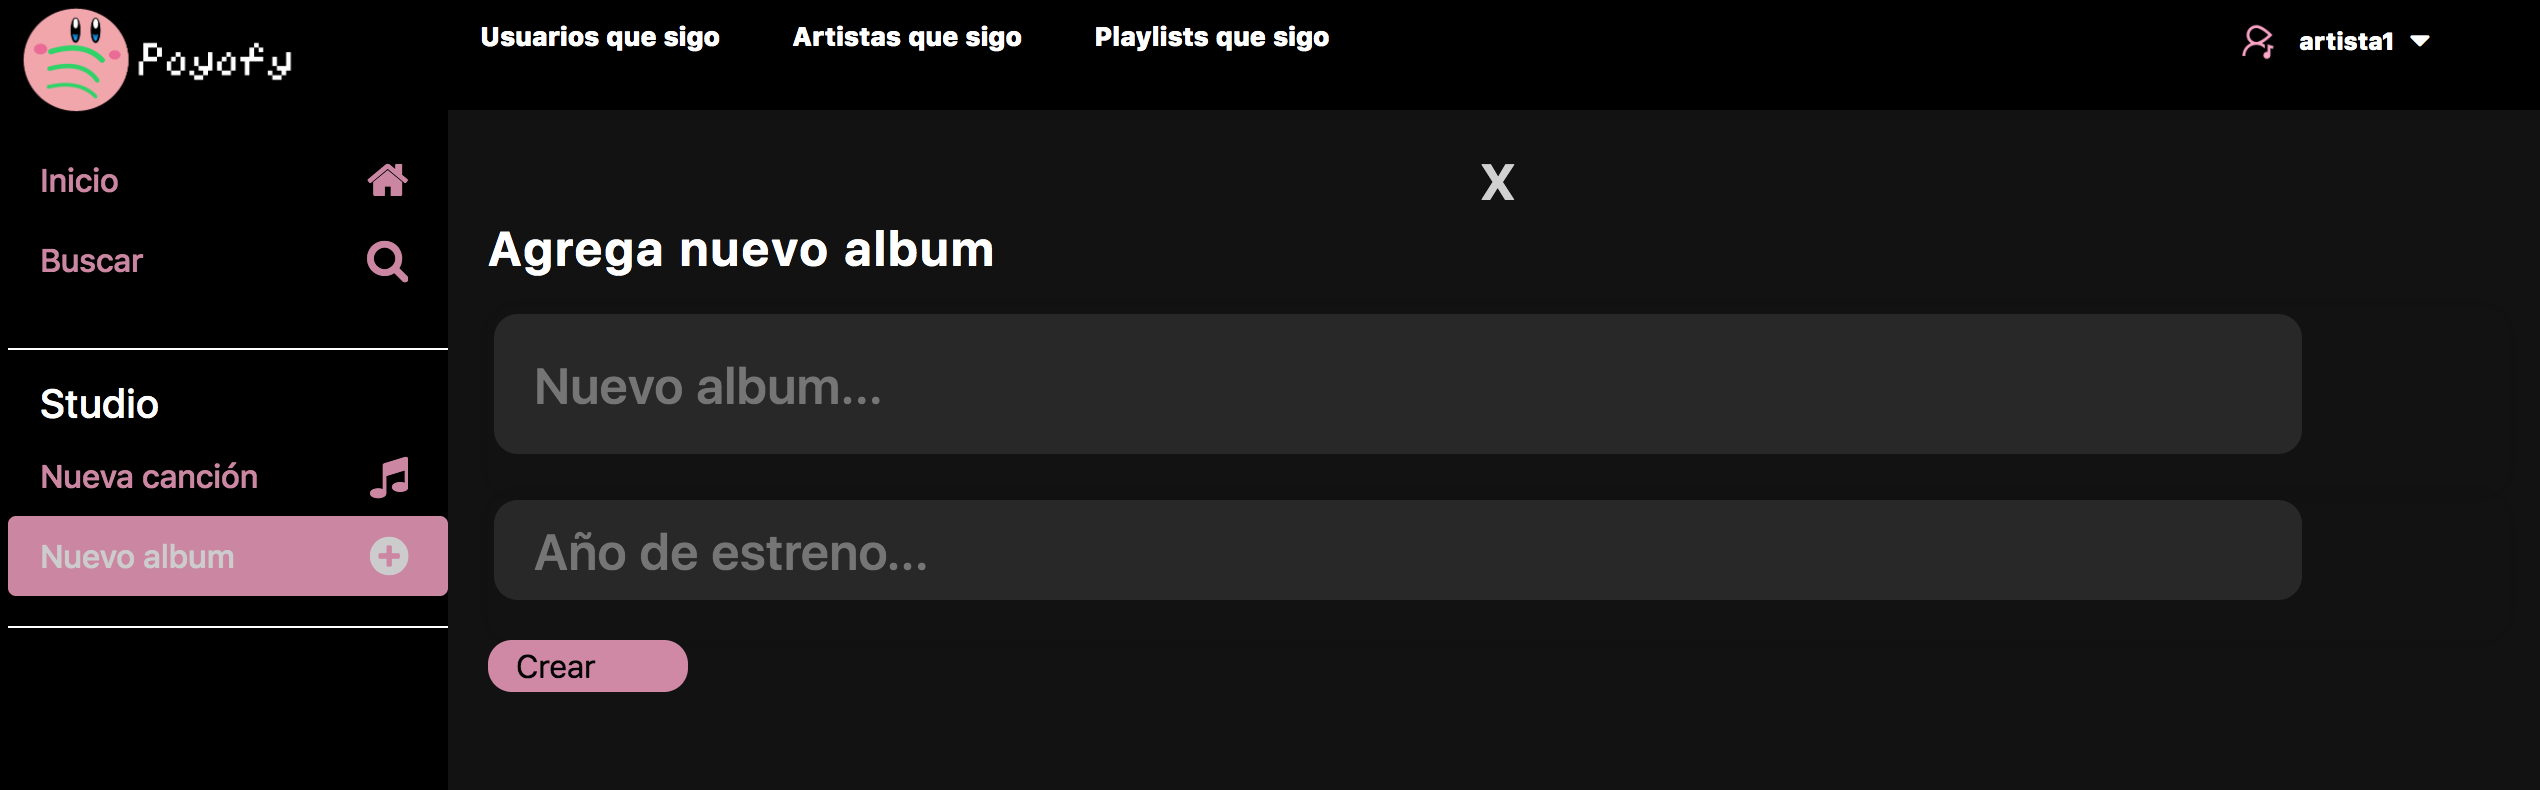 Poyofy
Usuarios que sigo
Artistas que sigo
Playlists que sigo
artista1
Inicio
Buscar
Studio
Nueva canción
Nuevo album
X
Agrega nuevo album
Nuevo album...
Año de estreno...
Crear